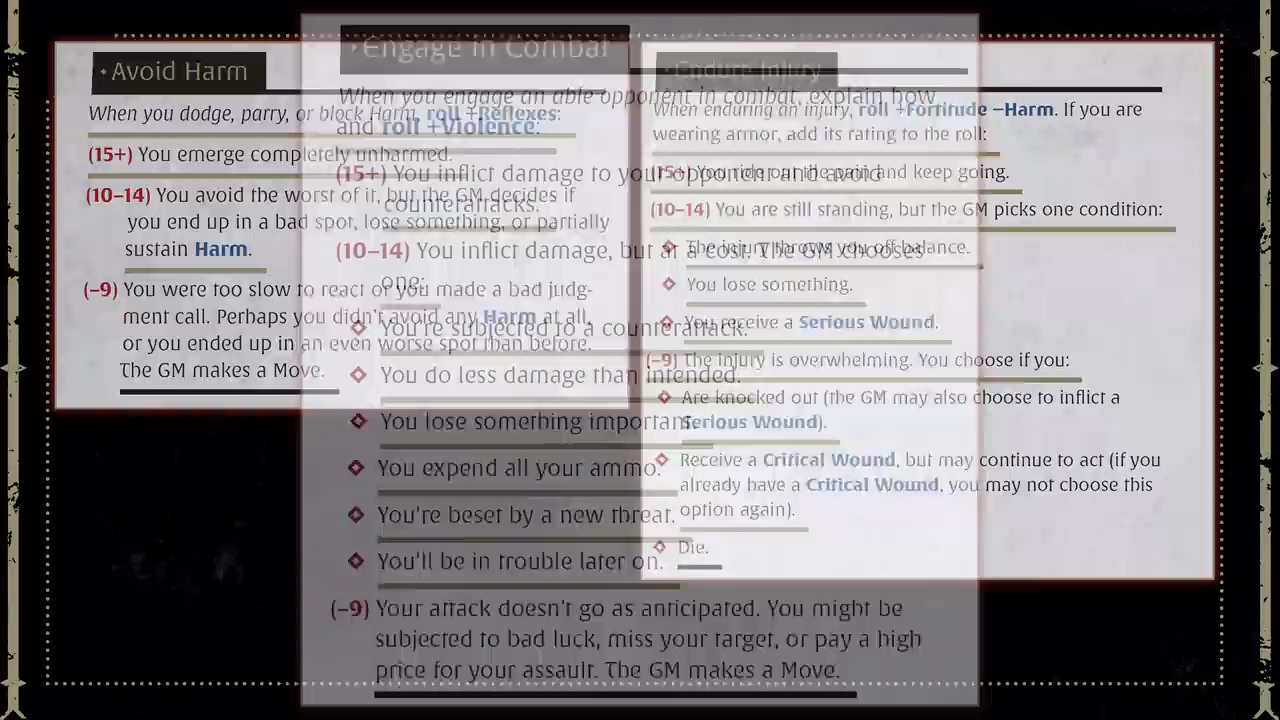 Avoid Harm
When you dodge, parry, or block Harm, roll +Reflexes:
(15+) You emerge completely unharmed.
(10–14) You avoid the worst of it, but the GM decides if
you end up in a bad spot, lose something, or partially
sustain Harm.
(–9) You were too slow to react or you made a bad judg-
ment call. Perhaps you didn't avoid any Harm at all,
or you ended up in an even worse spot than before.
The GM makes a Move.
Engage in Combat
When you engage an able opponent in combat, explain how
and roll +Violence:
(15+) You inflict damage to your opponent and avoid
counterattacks.
(10–14) You inflict damage, but at a cost. The GM chooses
one:
You're subjected to a counterattack.
You do less damage than intended.
You lose something important.
You expend all your ammo.
You're beset by a new threat.
You'll be in trouble later on.
(–9) Your attack doesn't go as anticipated. You might be
subjected to bad luck, miss your target, or pay a high
price for your assault. The GM makes a Move.
Endure Injury
When enduring an injury, roll +Fortitude –Harm. If you are
wearing armor, add its rating to the roll:
(15+) You ride out the pain and keep going.
(10–14) You are still standing, but the GM picks one condition:
The injury throws you off balance.
You lose something.
You receive a Serious Wound.
(–9) The injury is overwhelming. You choose if you:
Are knocked out (the GM may also choose to inflict a
Serious Wound).
Receive a Critical Wound, but may continue to act (if you
already have a Critical Wound, you may not choose this
option again).
Die.